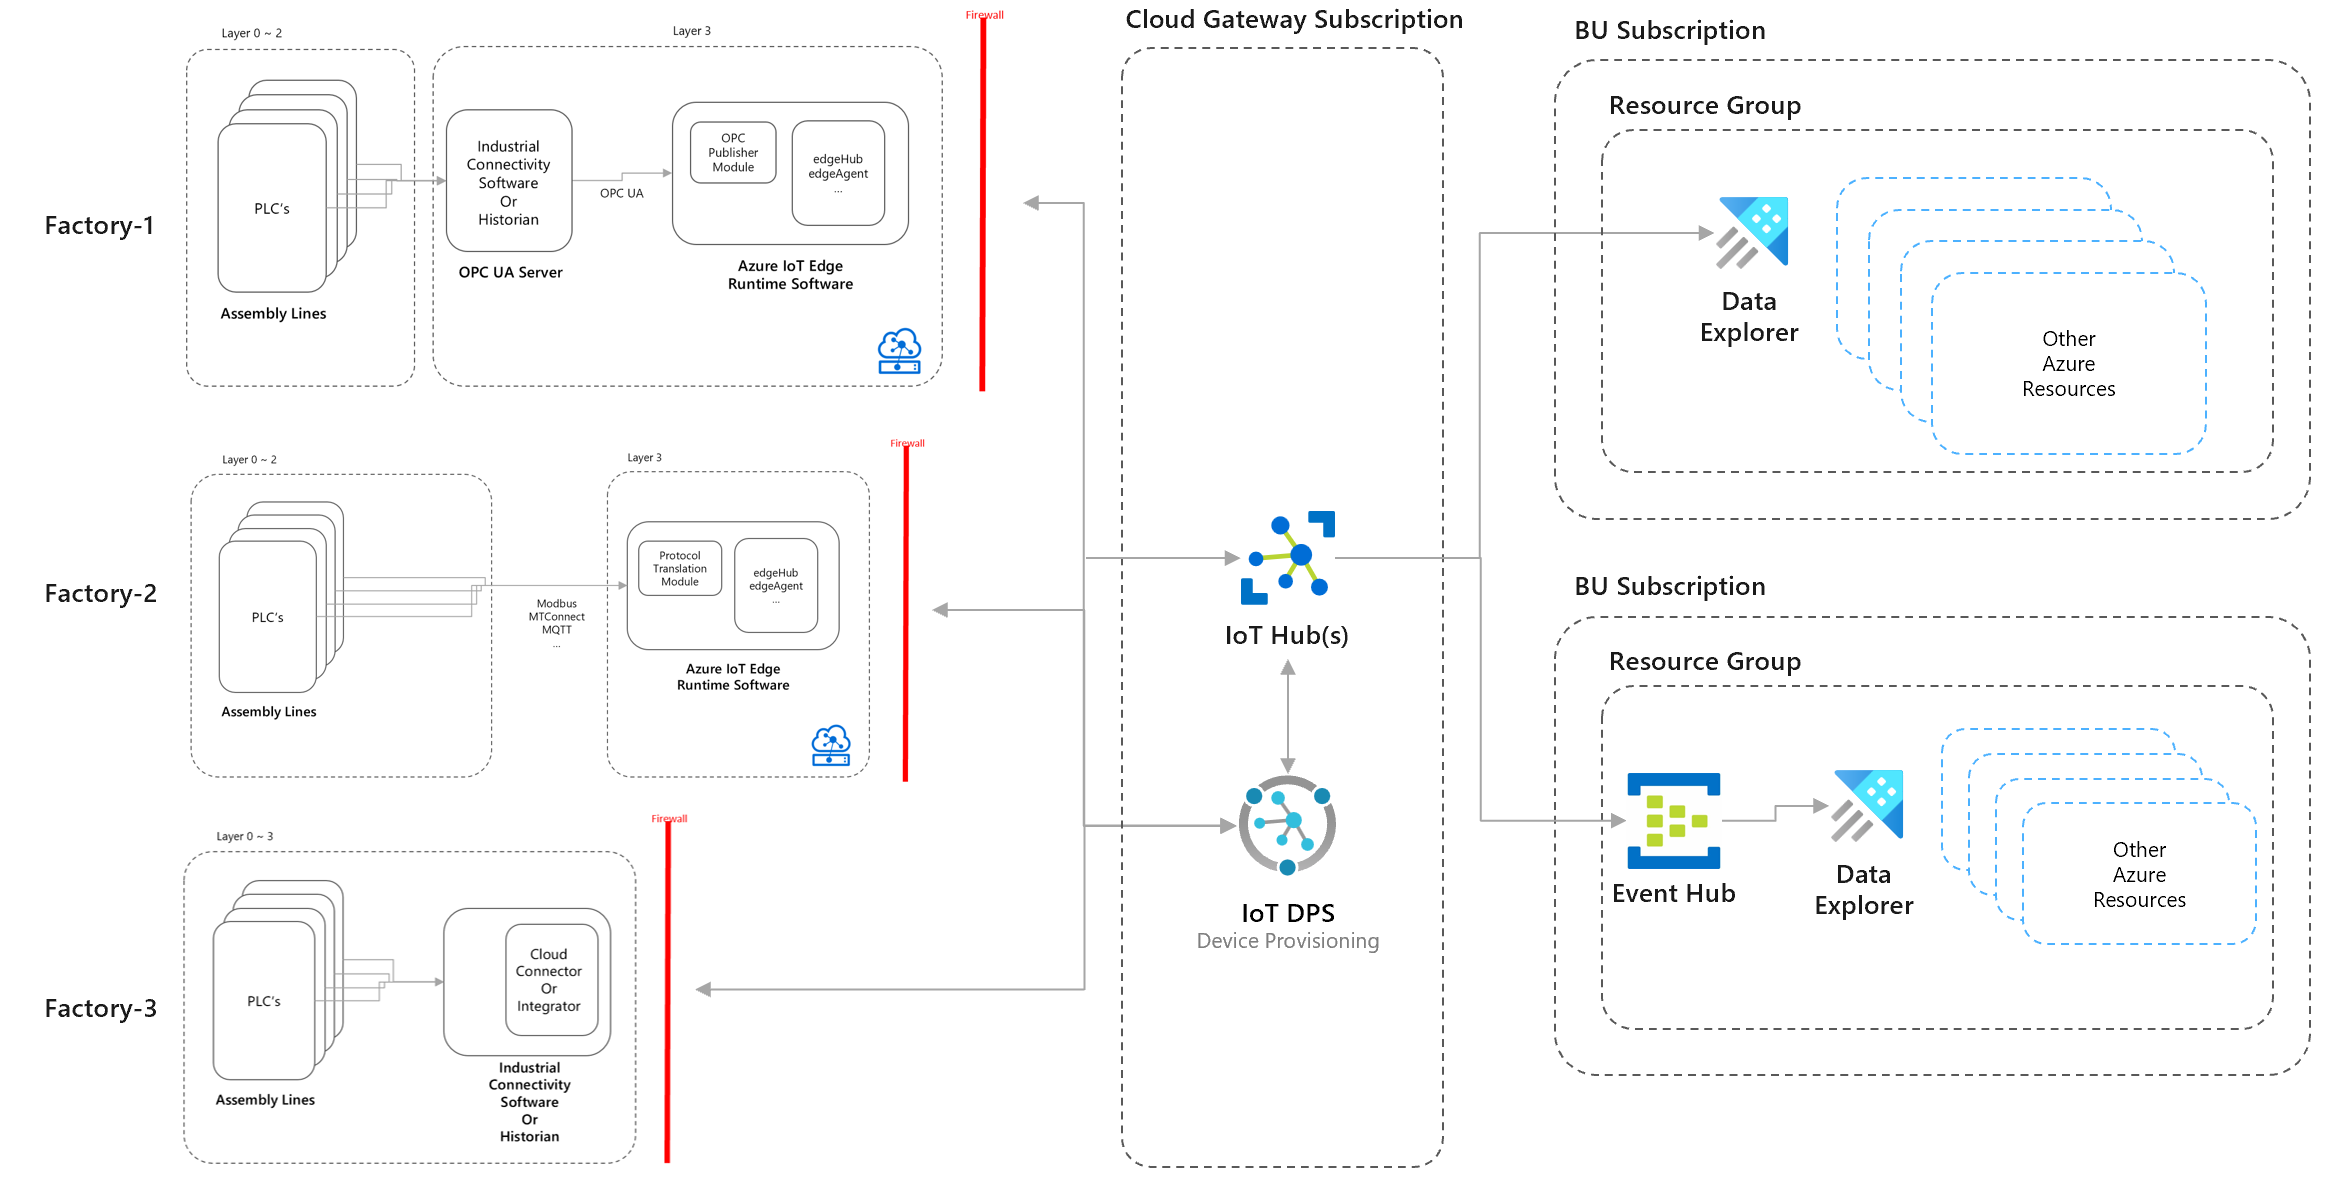 Factory-1
Layer 0 ~ 2
PLC's
Assembly Lines
Layer 3
Industrial
Connectivity
Software
Or
Historian
OPC UA Server
OPC UA
OPC
Publisher
Module
edgeHub
edgeAgent
...
Azure IoT Edge
Runtime Software
Firewall
Factory-2
Layer 0 ~ 2
PLC's
Assembly Lines
Modbus
MTConnect
MQTT
...
Layer 3
Protocol
Translation
Module
edgeHub
edgeAgent
...
Azure IoT Edge
Runtime Software
Firewall
Factory-3
Layer 0 ~ 3
PLC's
Assembly Lines
Cloud
Connector
Or
Integrator
Industrial
Connectivity
Software
Or
Historian
Firewall
Cloud Gateway Subscription
IoT Hub(s)
IoT DPS
Device Provisioning
BU Subscription
Resource Group
Data
Explorer
Other
Azure
Resources
BU Subscription
Resource Group
Event Hub
Data
Explorer
Other
Azure
Resources